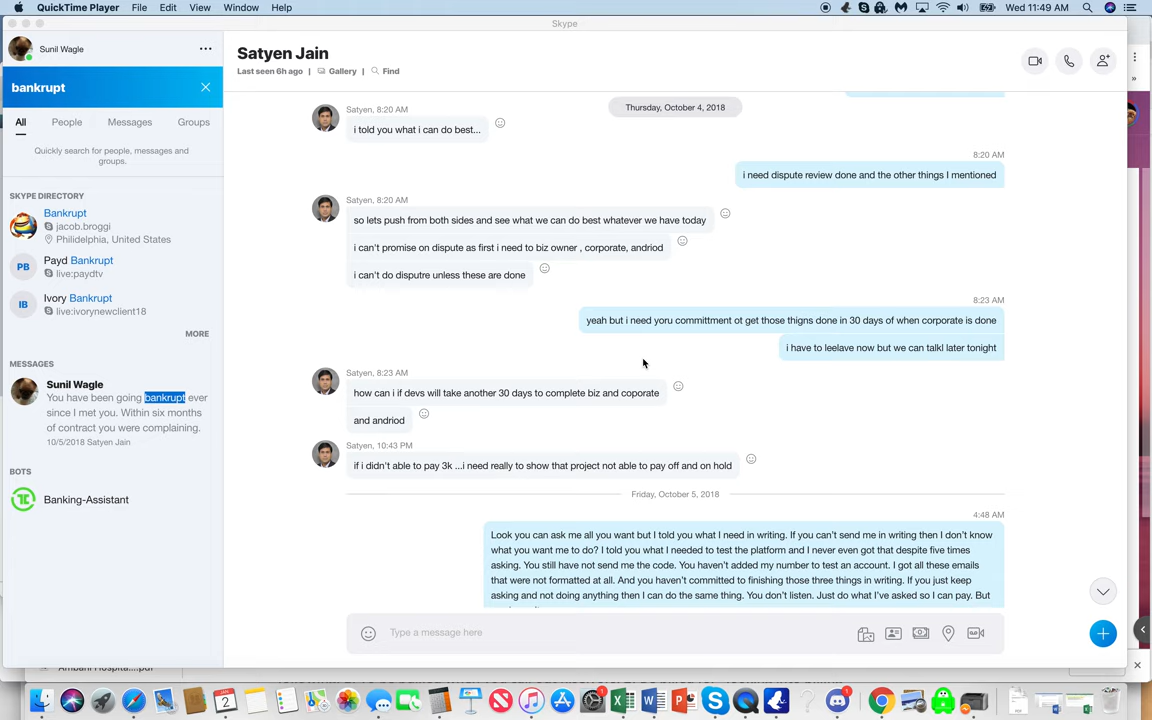 QuickTime Player File Edit View Window Help Wed 11:49 AM
Skype
Sunil Wagle
bankrupt
All People Messages Groups
Quickly search for people, messages and
groups.
SKYPE DIRECTORY
Bankrupt
jacob.broggi
Philidelphia, United States
PB
Payd Bankrupt
live:paydtv
IB
Ivory Bankrupt
live:ivorynewclient18
MORE
MESSAGES
Sunil Wagle
You have been going bankrupt ever
since I met you. Within six months
of contract you were complaining.
10/5/2018 Satyen Jain
BOTS
Banking-Assistant
Satyen Jain
Last seen 6h ago | Gallery | Find
Thursday, October 4, 2018
Satyen, 8:20 AM
i told you what i can do best...
8:20 AM
i need dispute review done and the other things I mentioned
Satyen, 8:20 AM
so lets push from both sides and see what we can do best whatever we have today
i can't promise on dispute as first i need to biz owner , corporate, andriod
i can't do disputre unless these are done
8:23 AM
yeah but i need yoru committment ot get those thigns done in 30 days of when corporate is done
i have to leelave now but we can talkl later tonight
Satyen, 8:23 AM
how can i if devs will take another 30 days to complete biz and coporate
and andriod
Satyen, 10:43 PM
if i didn't able to pay 3k ...i need really to show that project not able to pay off and on hold
Friday, October 5, 2018
4:48 AM
Look you can ask me all you want but I told you what I need in writing. If you can't send me in writing then I don't know
what you want me to do? I told you what I needed to test the platform and I never even got that despite five times
asking. You still have not send me the code. You haven't added my number to test an account. I got all these emails
that were not formatted at all. And you haven't committed to finishing those three things in writing. If you just keep
asking and not doing anything then I can do the same thing. You don't listen. Just do what I've asked so I can pay. But
Type a message here